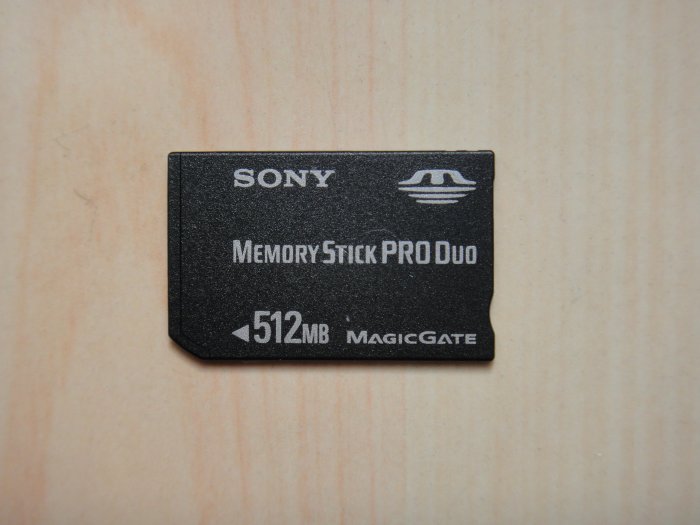 SONY
MEMORY STICK PRO DUO
512MB MAGICGATE